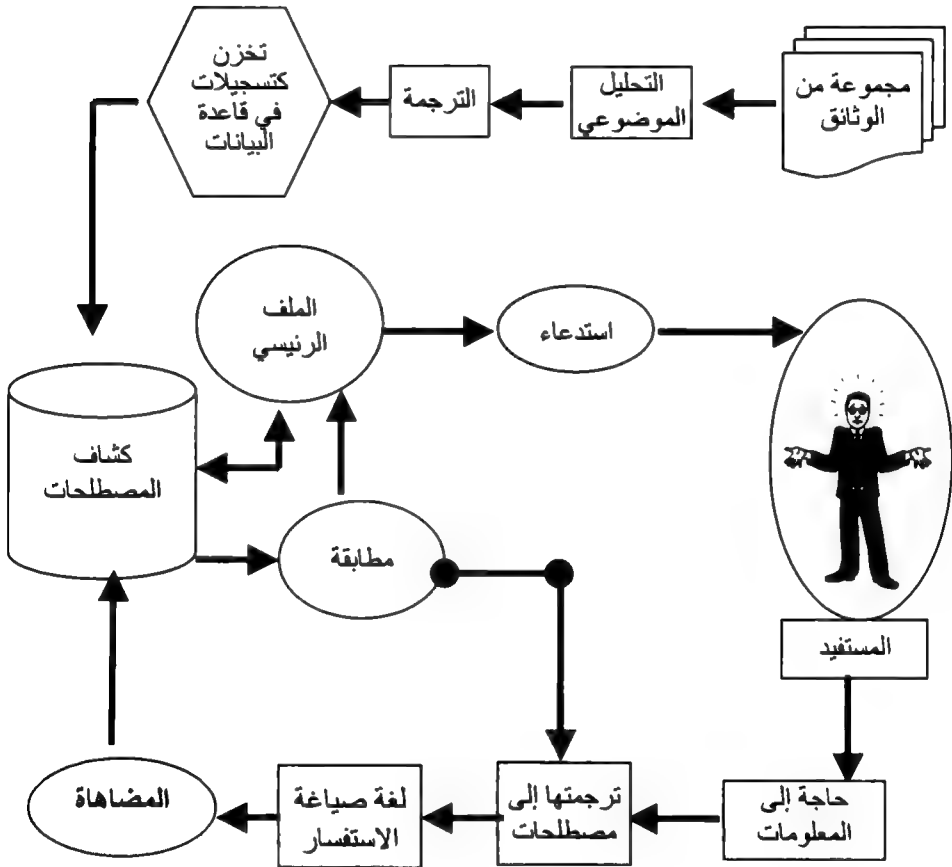 مجموعة من
الوثائق
التحليل
الموضوعي
الترجمة
تخزن
كتسجيلات
في قاعدة
البيانات
الملف
الرئيسي
استدعاء
كشاف
المصطلحات
مطابقة
المستفيد
حاجة إلى
المعلومات
ترجمتها إلى
مصطلحات
لغة صياغة
الاستفسار
المضاهاة